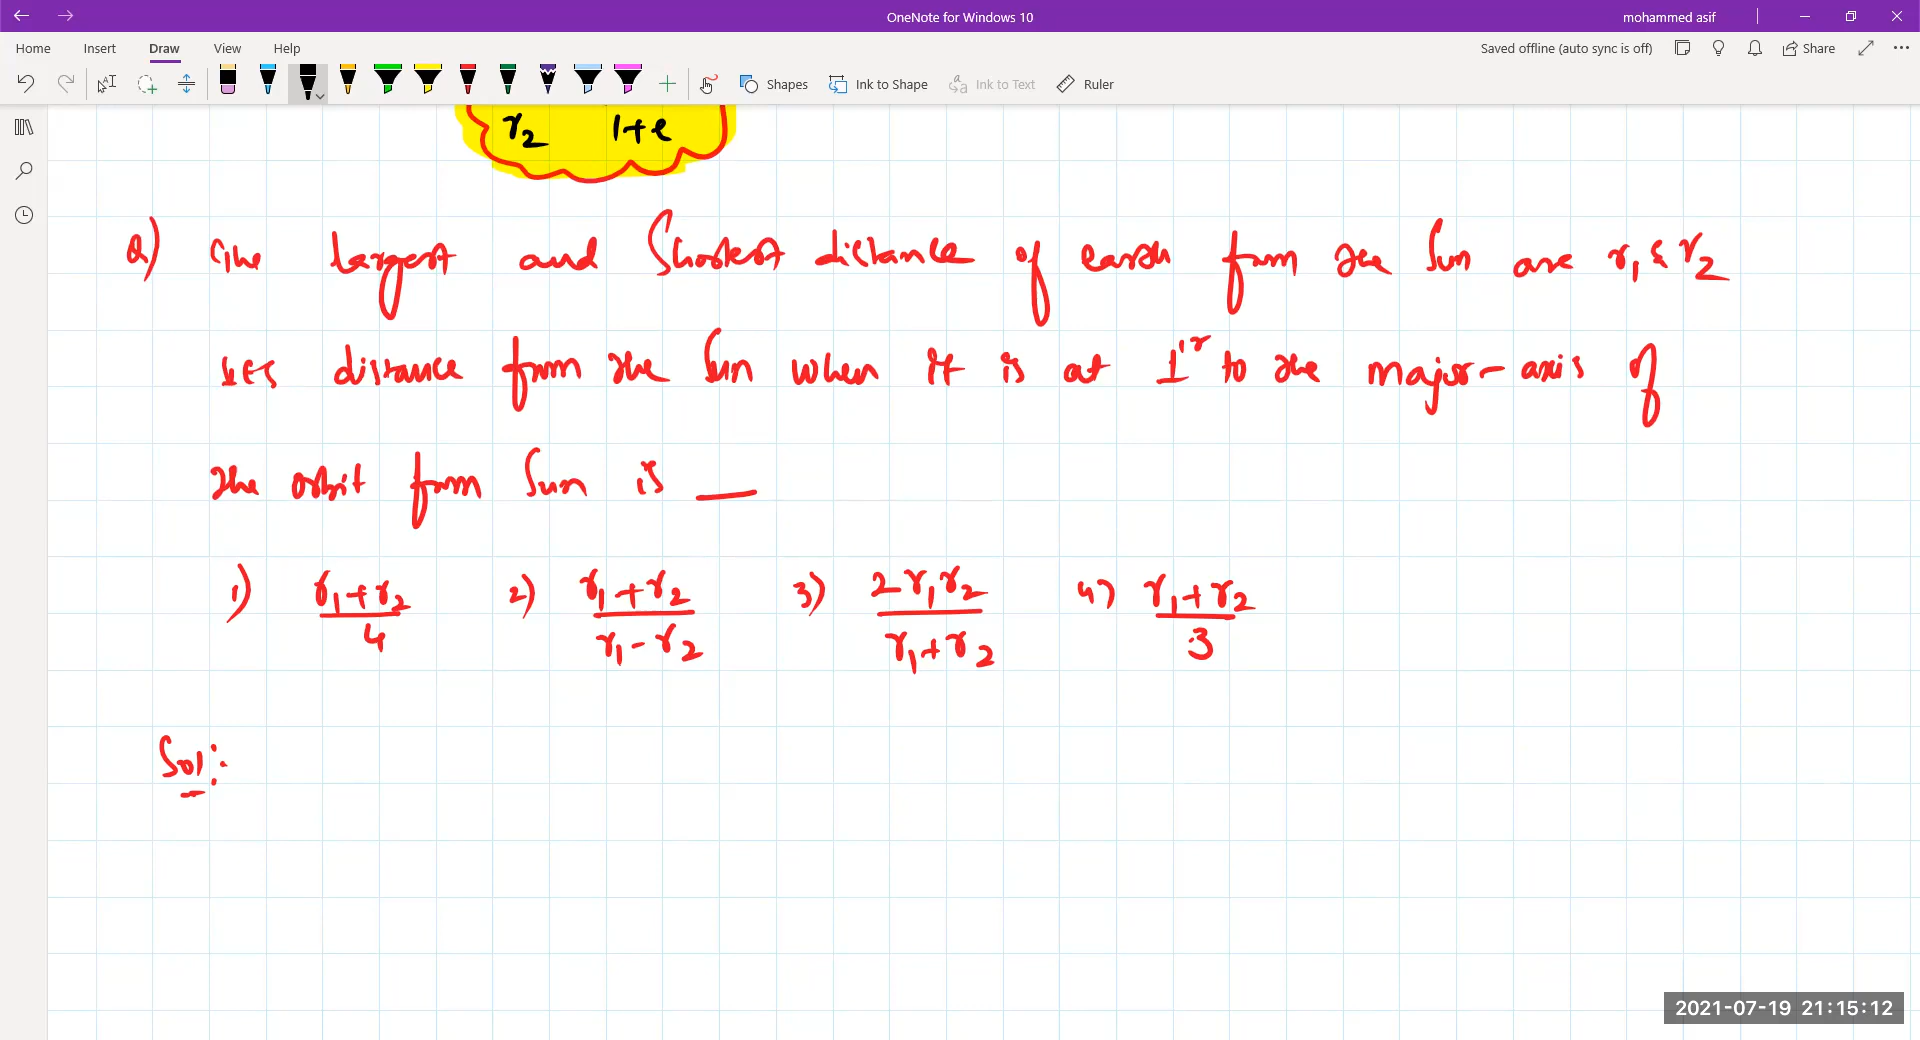 OneNote for Windows 10
mohammed asif
Home Insert Draw View Help
Saved offline (auto sync is off) Share
Shapes Ink to Shape Ink to Text Ruler
r₂ 1+e
Q) The largest and Shortest distance of earth from the Sun are r₁ & r₂
its distance from the Sun when it is at ⊥'r to the major-axis of
the orbit from Sun is __
1) r₁+r₂/4 2) r₁+r₂/r₁-r₂ 3) 2r₁r₂/r₁+r₂ 4) r₁+r₂/3
Sol:
2021-07-19 21:15:12